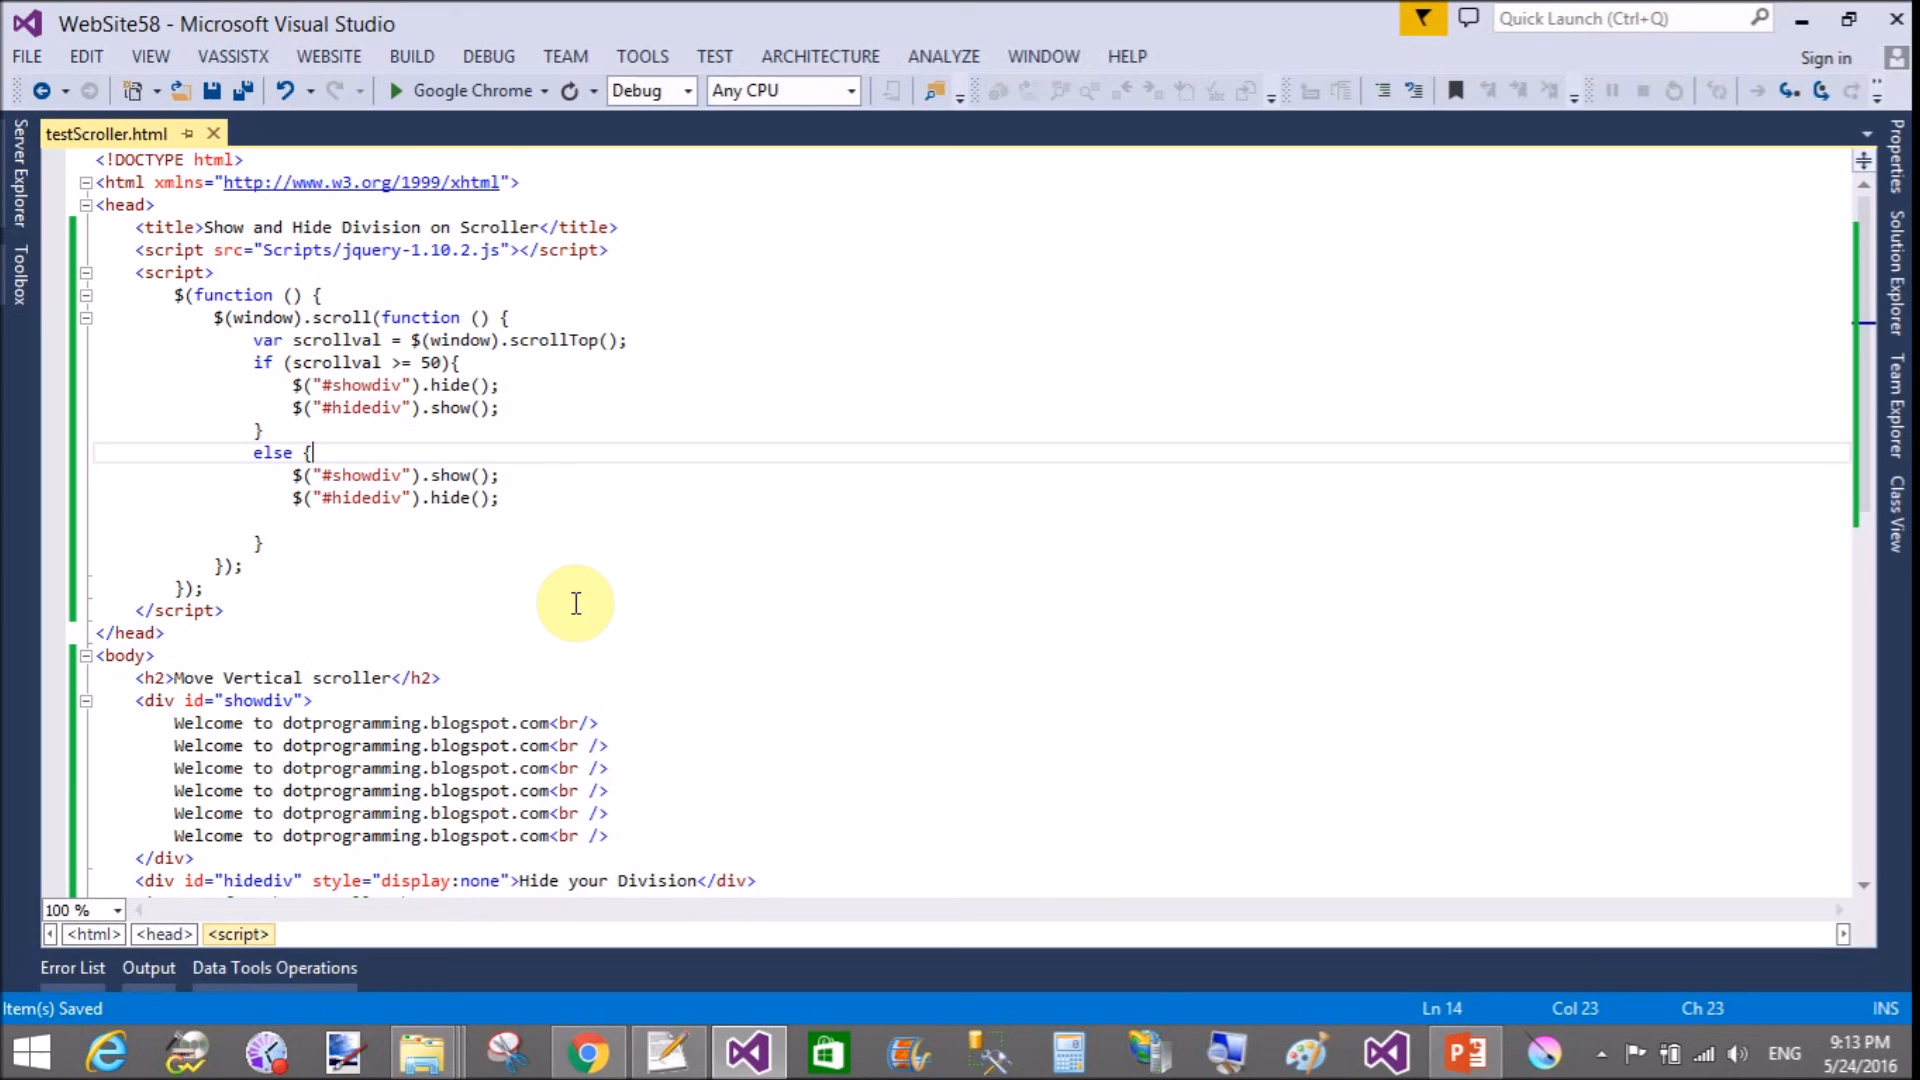 WebSite58 - Microsoft Visual Studio
Quick Launch (Ctrl+Q)
FILE EDIT VIEW VASSISTX WEBSITE BUILD DEBUG TEAM TOOLS TEST ARCHITECTURE ANALYZE WINDOW HELP
Sign in
Google Chrome Debug Any CPU
Server Explorer
Toolbox
testScroller.html
Properties
Solution Explorer
Team Explorer
Class View
<!DOCTYPE html>
<html xmlns="http://www.w3.org/1999/xhtml">
<head>
<title>Show and Hide Division on Scroller</title>
<script src="Scripts/jquery-1.10.2.js"></script>
<script>
$(function () {
$(window).scroll(function () {
var scrollval = $(window).scrollTop();
if (scrollval >= 50){
$("#showdiv").hide();
$("#hidediv").show();
}
else {
$("#showdiv").show();
$("#hidediv").hide();
}
});
});
</script>
</head>
<body>
<h2>Move Vertical scroller</h2>
<div id="showdiv">
Welcome to dotprogramming.blogspot.com<br/>
Welcome to dotprogramming.blogspot.com<br />
Welcome to dotprogramming.blogspot.com<br />
Welcome to dotprogramming.blogspot.com<br />
Welcome to dotprogramming.blogspot.com<br />
Welcome to dotprogramming.blogspot.com<br />
</div>
<div id="hidediv" style="display:none">Hide your Division</div>
100 %
<html> <head> <script>
Error List Output Data Tools Operations
Item(s) Saved
Ln 14 Col 23 Ch 23 INS
ENG
9:13 PM
5/24/2016